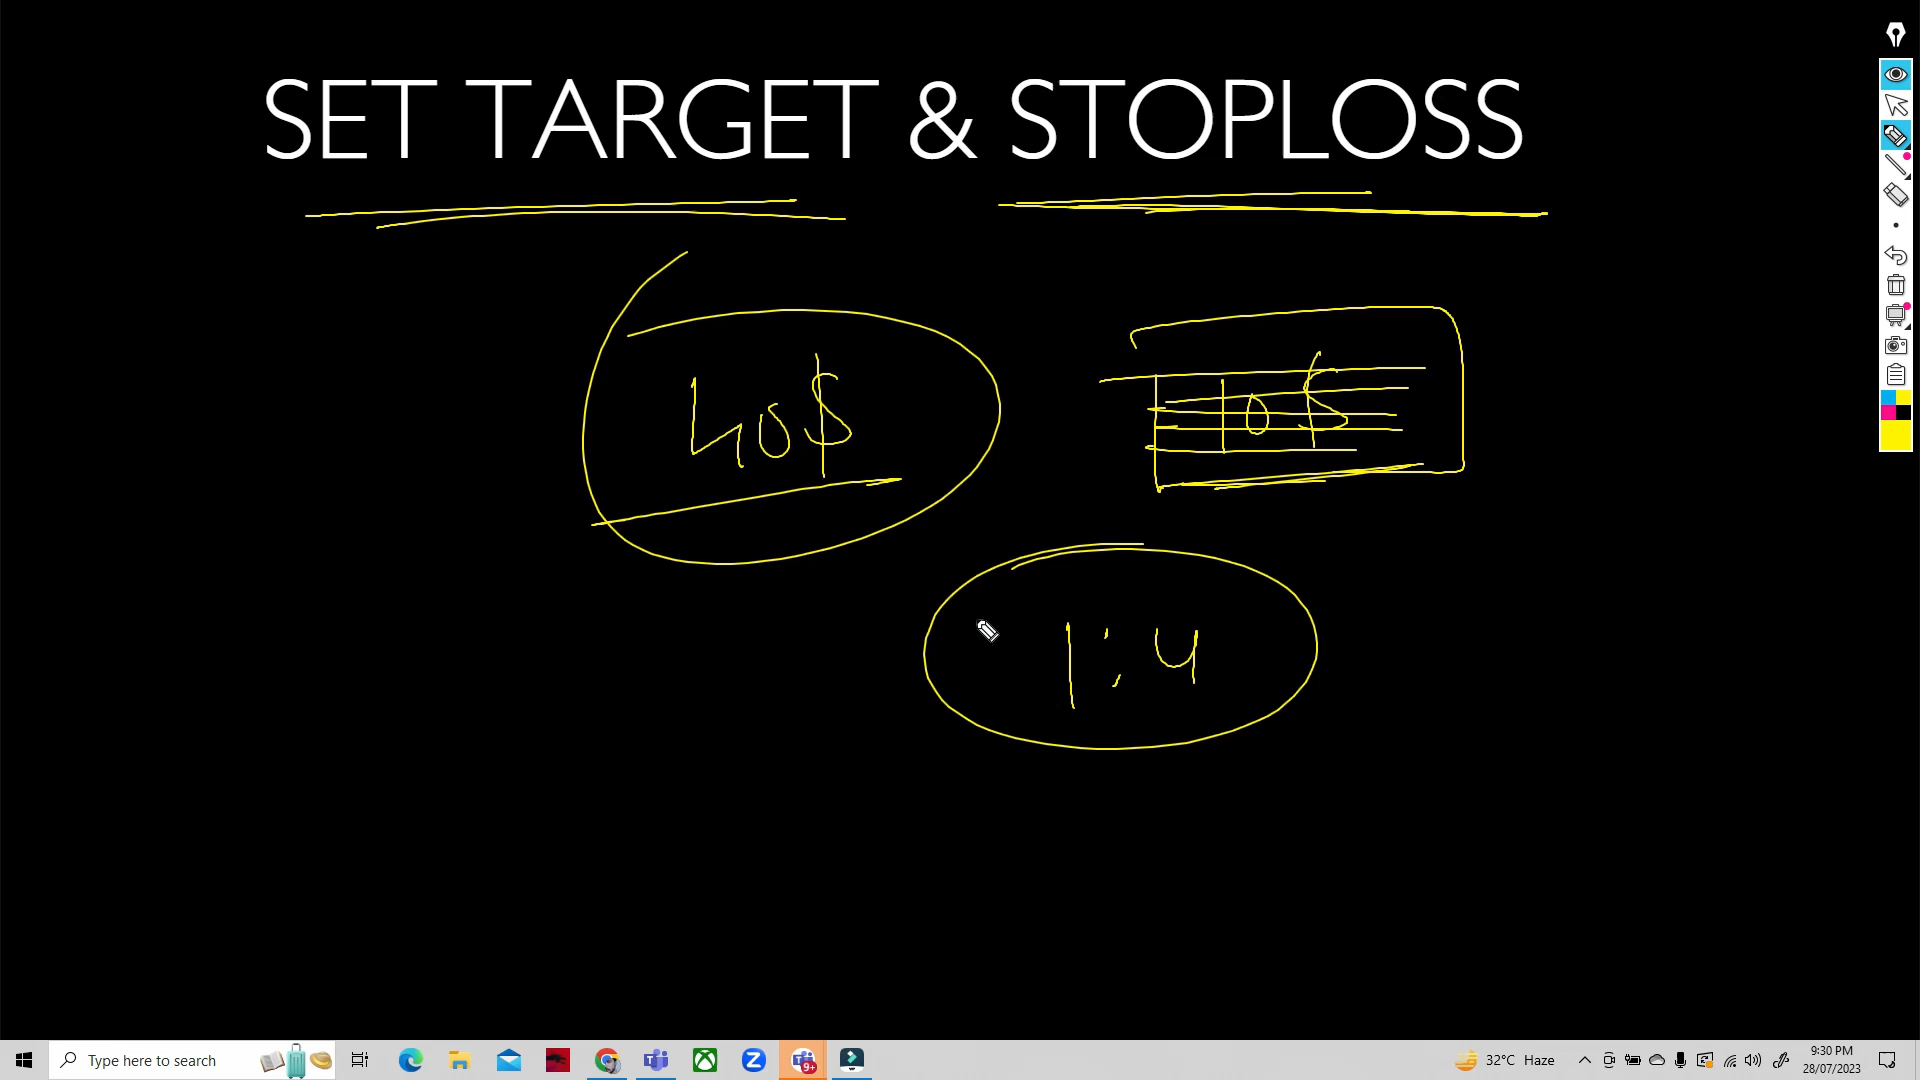 SET TARGET & STOPLOSS
40$
10$
1:4
Type here to search
9+
32°C Haze
9:30 PM
28/07/2023